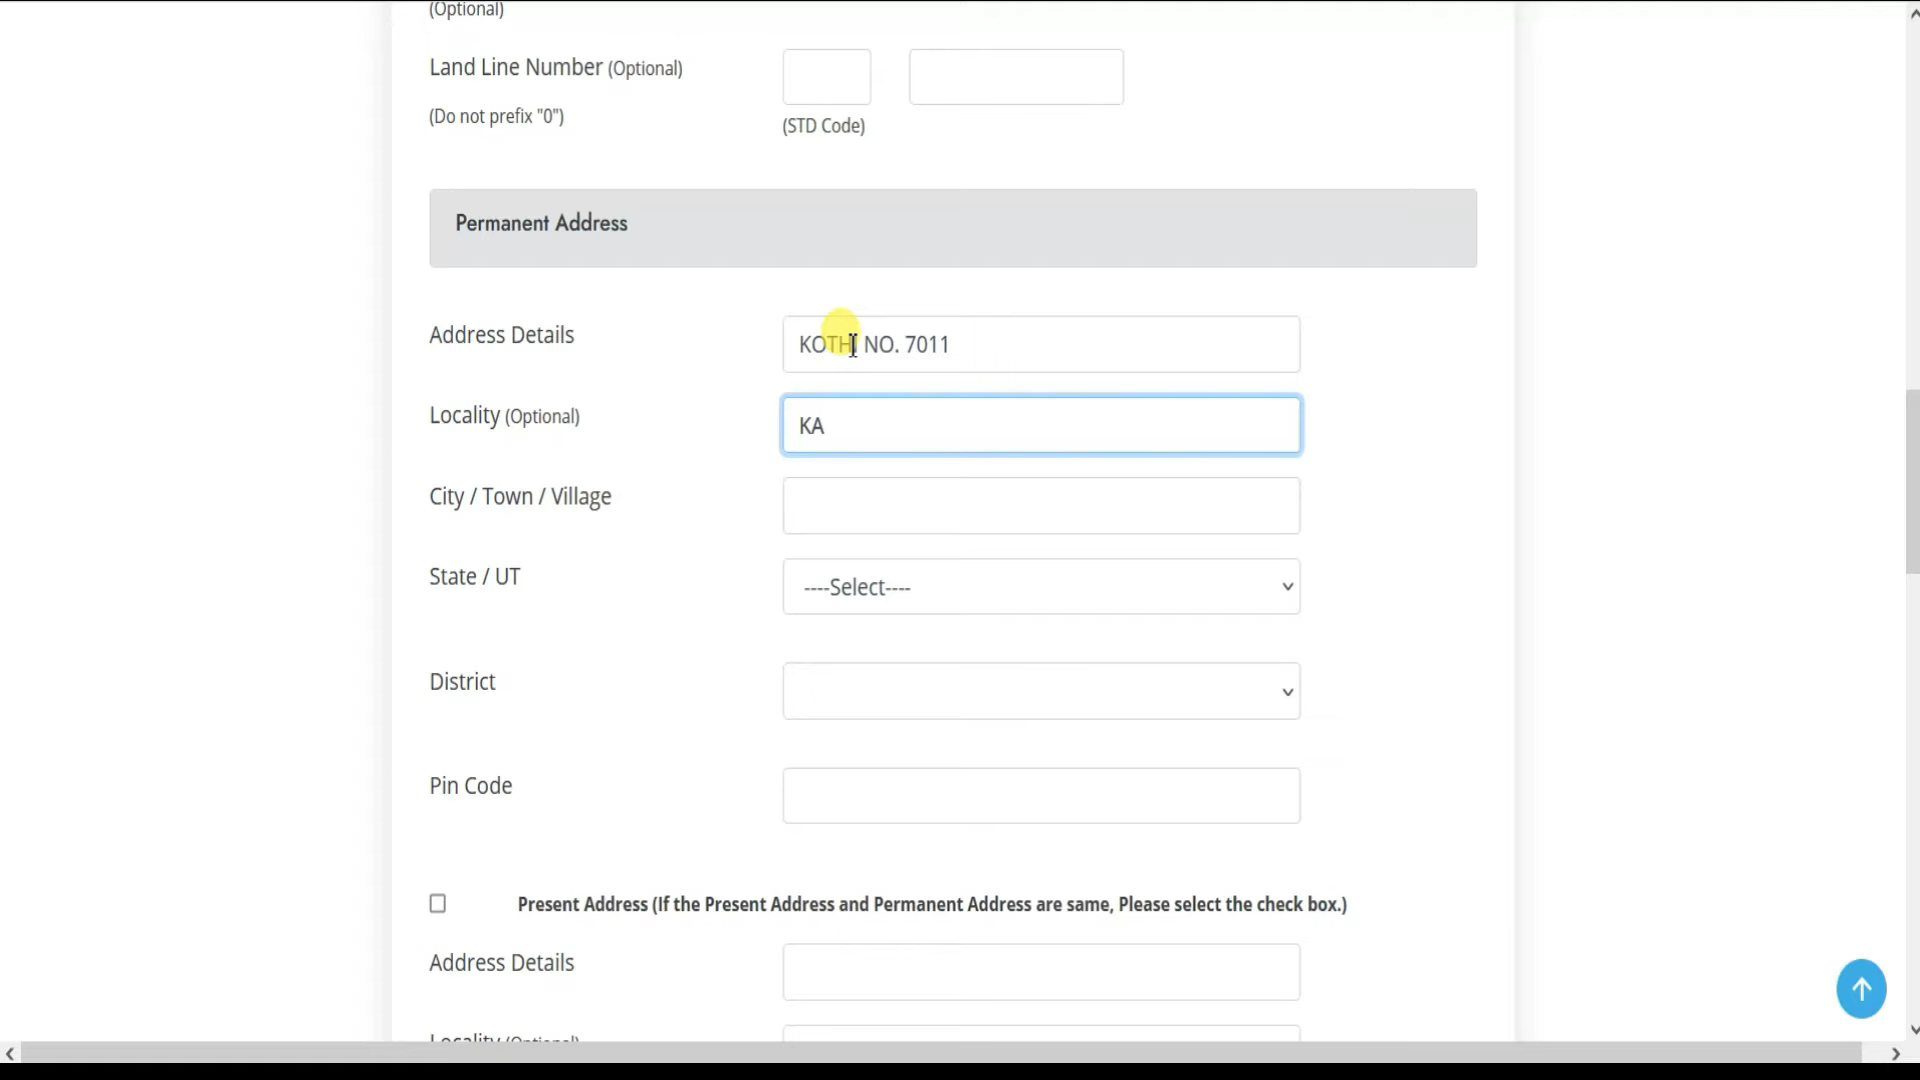 (Optional)
Land Line Number (Optional)
(Do not prefix "0")
(STD Code)
Permanent Address
Address Details
KOTHI NO. 7011
Locality (Optional)
KA
City / Town / Village
State / UT
----Select----
District
Pin Code
Present Address (If the Present Address and Permanent Address are same, Please select the check box.)
Address Details
Locality (Optional)